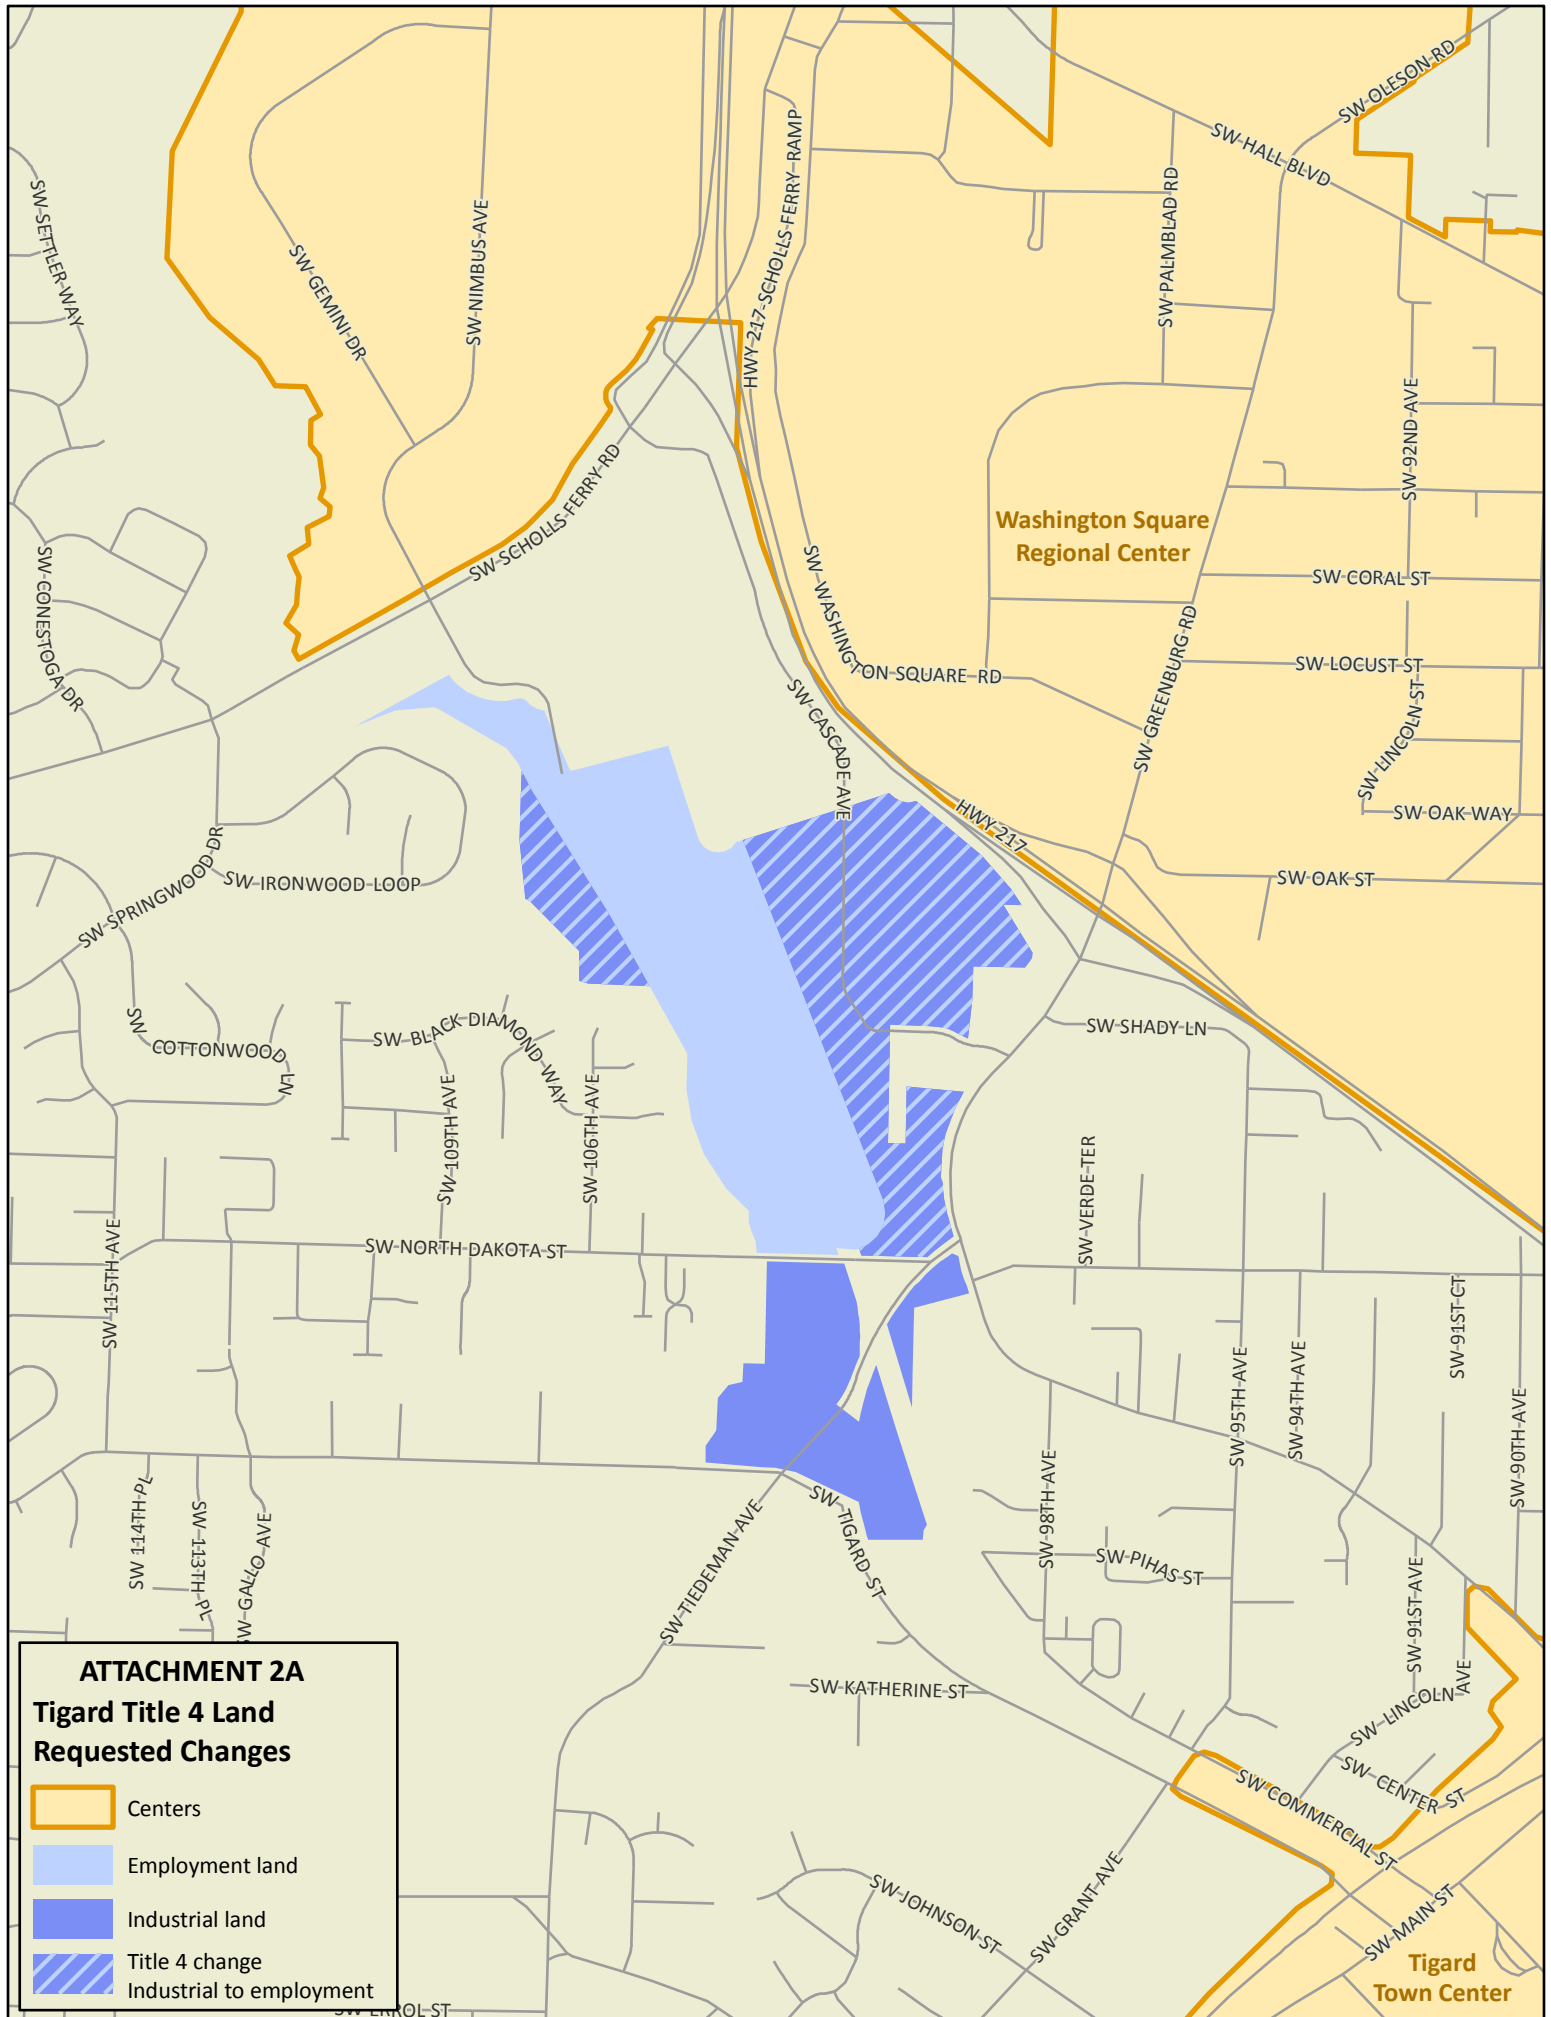 SW OLESON RD
SW HALL BLVD
HWY 217-SCHOLLS FERRY RAMP
SW PALMBLAD RD
SW SETTLER WAY
SW GEMINI DR
SW NIMBUS AVE
SW 92ND AVE
SW SCHOLLS FERRY RD
Washington Square
Regional Center
SW CONESTOGA DR
SW CORAL ST
SW WASHINGTON SQUARE RD
SW GREENBURG RD
SW LOCUST ST
SW LINCOLN ST
SW CASCADE AVE
HWY 217
SW OAK WAY
SW SPRINGWOOD DR
SW IRONWOOD LOOP
SW OAK ST
SW COTTONWOOD LN
SW BLACK DIAMOND WAY
SW SHADY LN
SW 109TH AVE
SW 106TH AVE
SW VERDE TER
SW 115TH AVE
SW NORTH DAKOTA ST
SW 91ST CT
SW 95TH AVE
SW 94TH AVE
SW 90TH AVE
SW 98TH AVE
SW 114TH PL
SW 113TH PL
SW GALLO AVE
SW TIEDEMAN AVE
SW TIGARD ST
SW PIHAS ST
SW 91ST AVE
SW KATHERINE ST
SW LINCOLN AVE
SW CENTER ST
SW COMMERCIAL ST
SW JOHNSON ST
SW GRANT AVE
SW MAIN ST
Tigard
Town Center
ATTACHMENT 2A
Tigard Title 4 Land
Requested Changes
Centers
Employment land
Industrial land
Title 4 change
Industrial to employment
SW ERROL ST